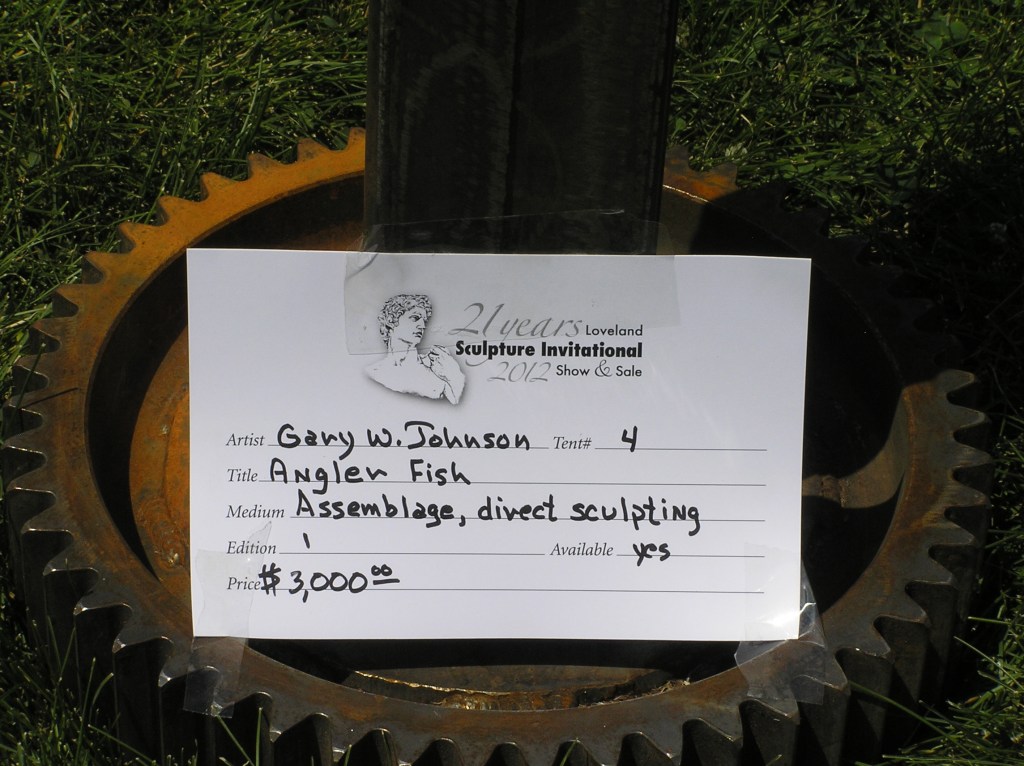 21 years Loveland
Sculpture Invitational
2012 Show & Sale
Artist Gary W. Johnson Tent# 4
Title Angler Fish
Medium Assemblage, direct sculpting
Edition 1 Available yes
Price $3,000.00